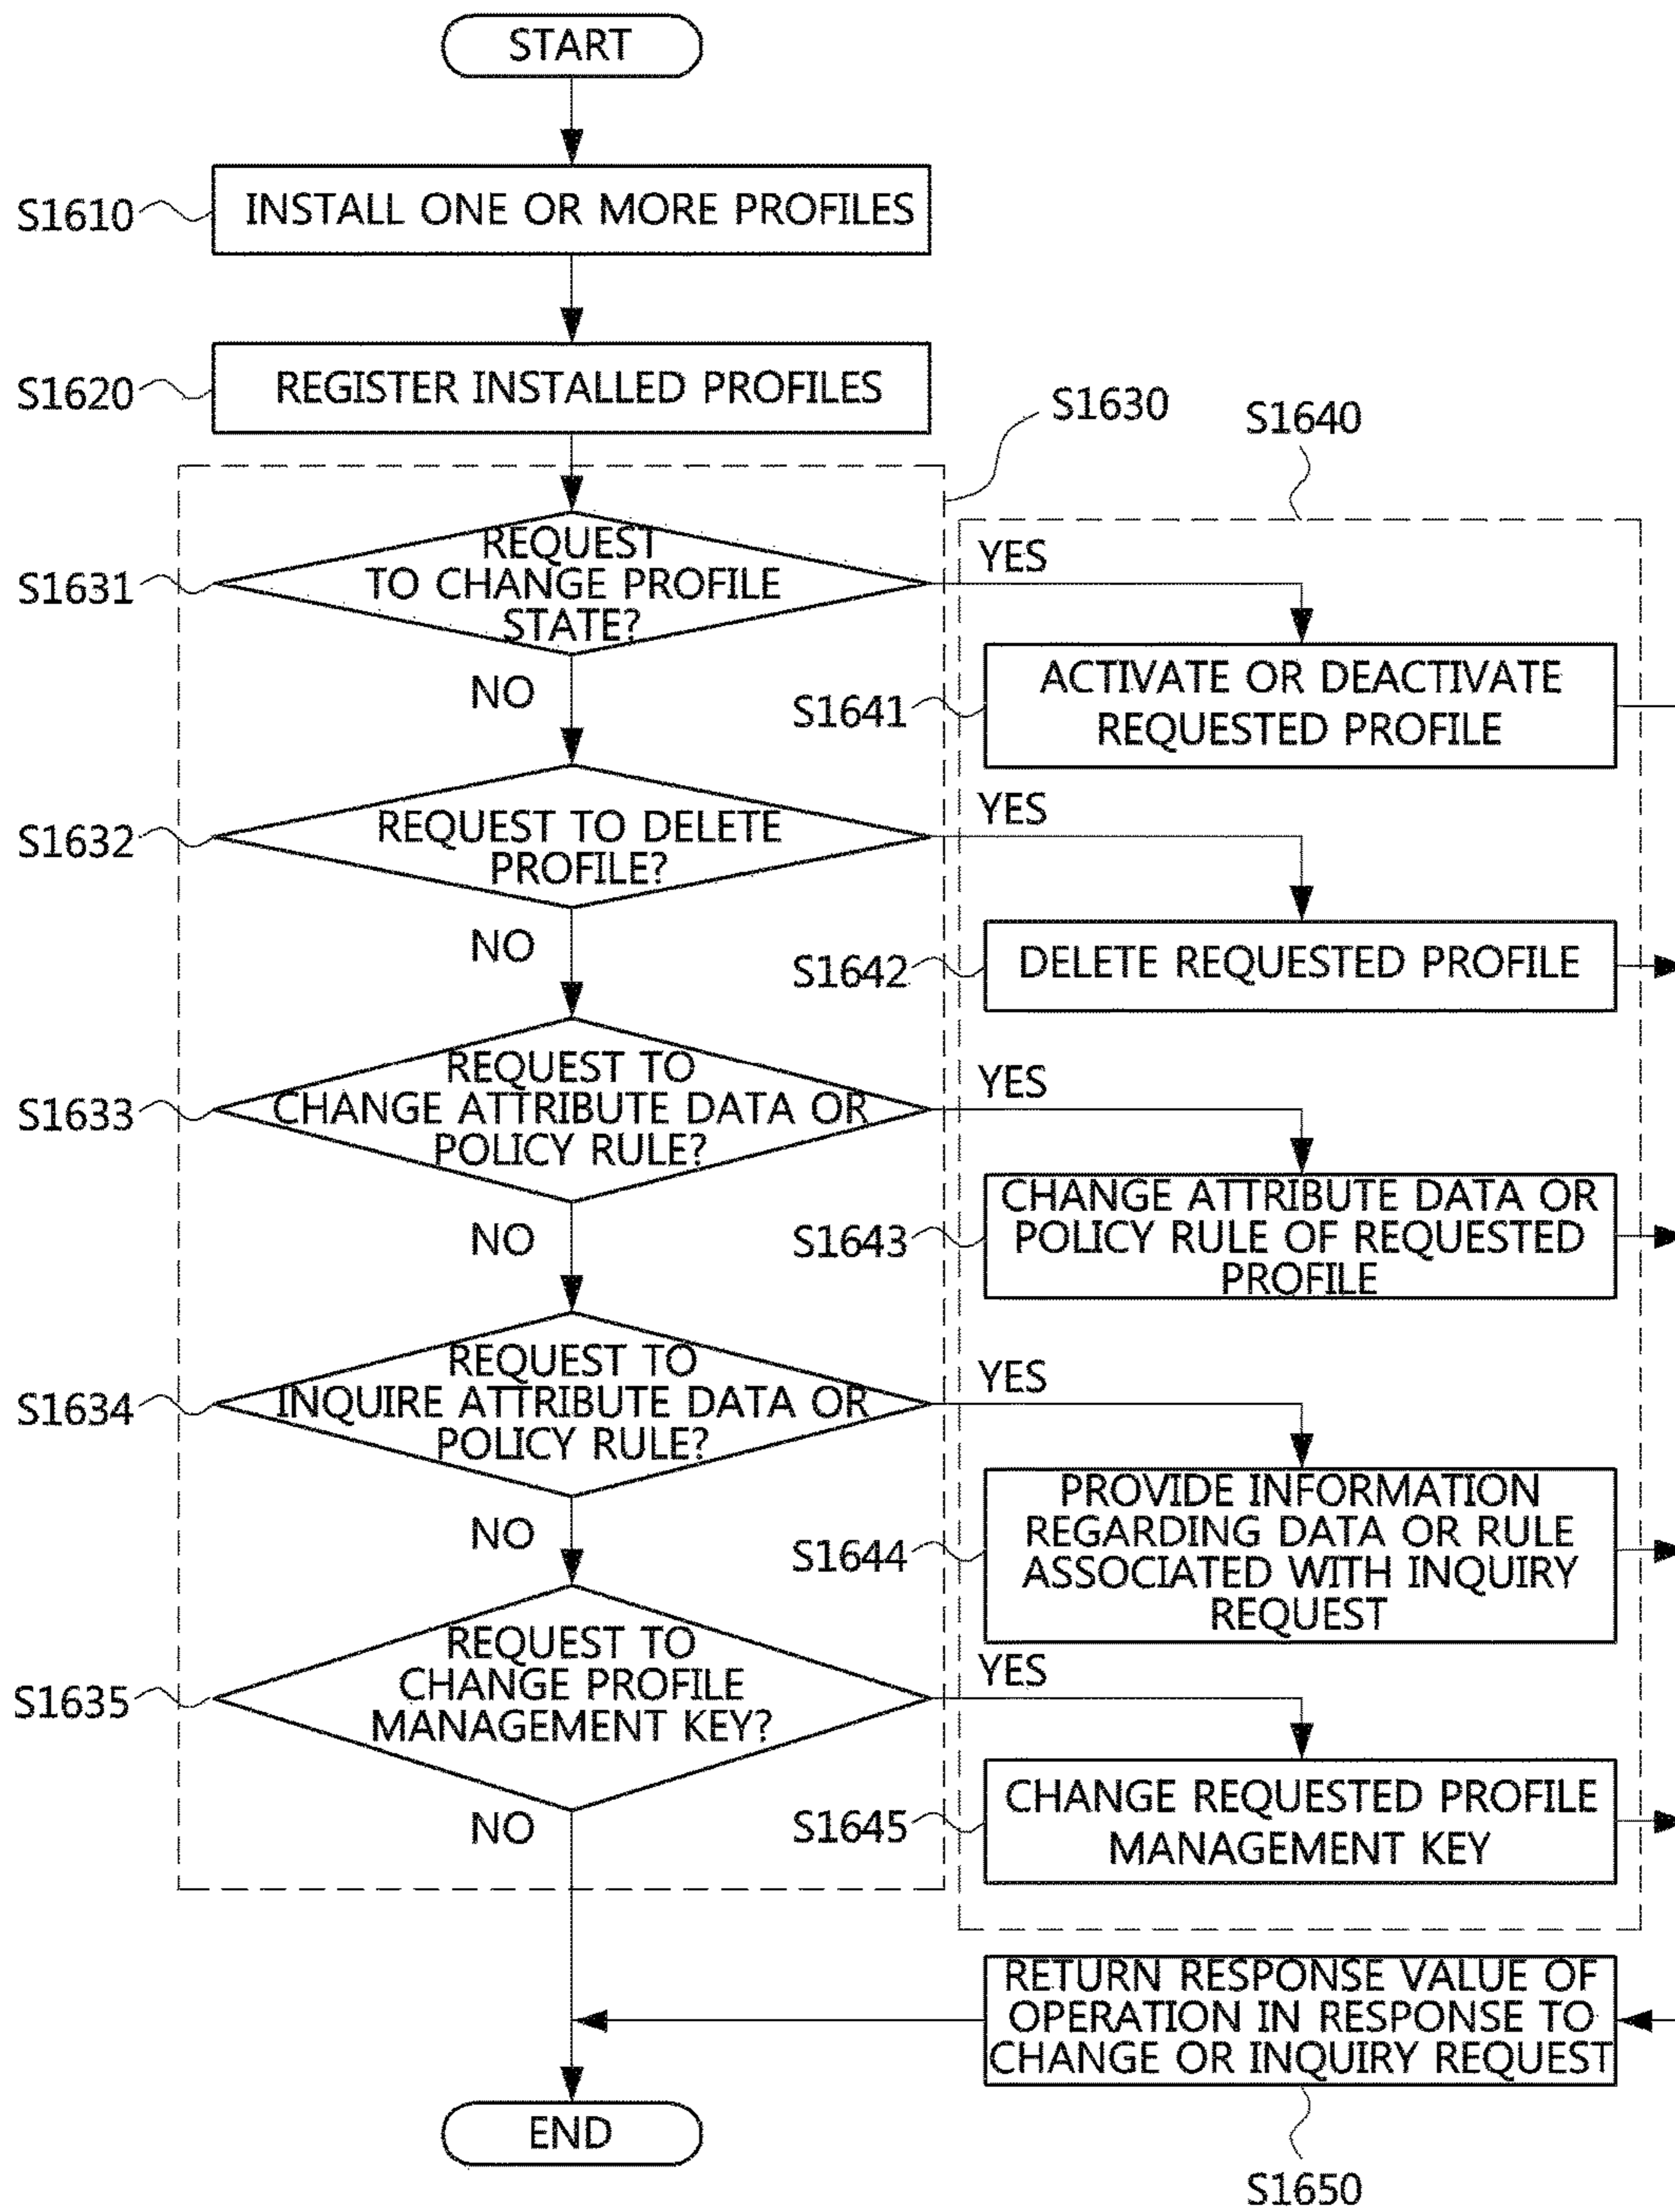 START
S1610
INSTALL ONE OR MORE PROFILES
S1620
REGISTER INSTALLED PROFILES
S1630
S1640
S1631
REQUEST
TO CHANGE PROFILE
STATE?
YES
NO
S1641
ACTIVATE OR DEACTIVATE
REQUESTED PROFILE
S1632
REQUEST TO DELETE
PROFILE?
YES
NO
S1642
DELETE REQUESTED PROFILE
S1633
REQUEST TO
CHANGE ATTRIBUTE DATA OR
POLICY RULE?
YES
NO
S1643
CHANGE ATTRIBUTE DATA OR
POLICY RULE OF REQUESTED
PROFILE
S1634
REQUEST TO
INQUIRE ATTRIBUTE DATA OR
POLICY RULE?
YES
NO
S1644
PROVIDE INFORMATION
REGARDING DATA OR RULE
ASSOCIATED WITH INQUIRY
REQUEST
S1635
REQUEST TO
CHANGE PROFILE
MANAGEMENT KEY?
YES
NO
S1645
CHANGE REQUESTED PROFILE
MANAGEMENT KEY
RETURN RESPONSE VALUE OF
OPERATION IN RESPONSE TO
CHANGE OR INQUIRY REQUEST
END
S1650